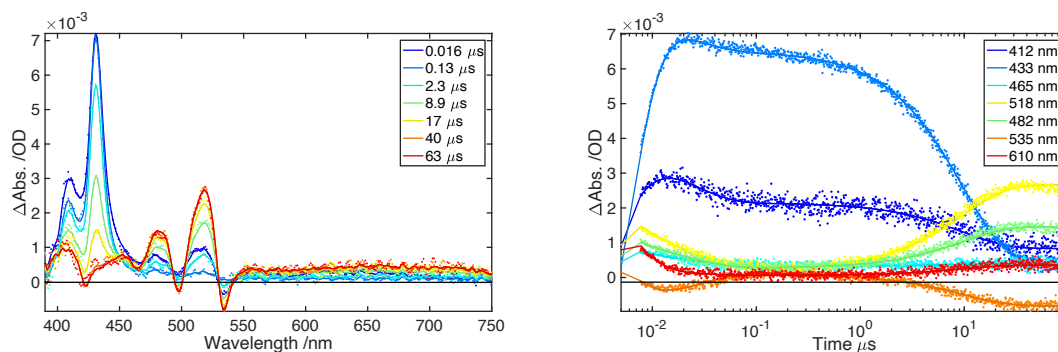 ×10⁻³
7
6
5
4
3
2
1
0
ΔAbs. /OD
400 450 500 550 600 650 700 750
Wavelength /nm
0.016 μs
0.13 μs
2.3 μs
8.9 μs
17 μs
40 μs
63 μs
×10⁻³
7
6
5
4
3
2
1
0
ΔAbs. /OD
10⁻² 10⁻¹ 10⁰ 10¹
Time μs
412 nm
433 nm
465 nm
518 nm
482 nm
535 nm
610 nm